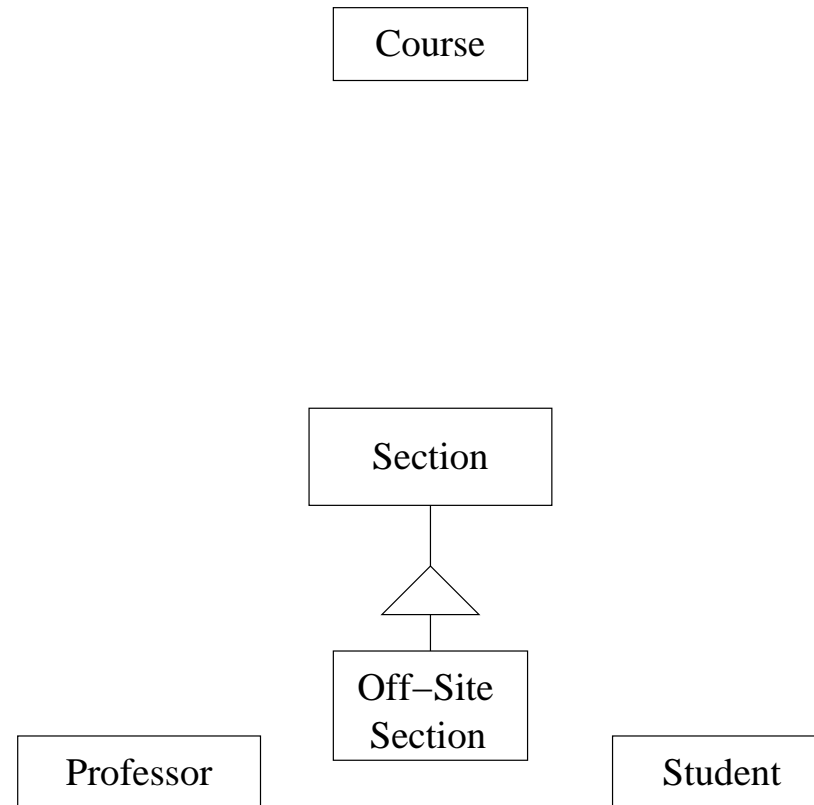 Course
Section
Off−Site
Section
Professor
Student